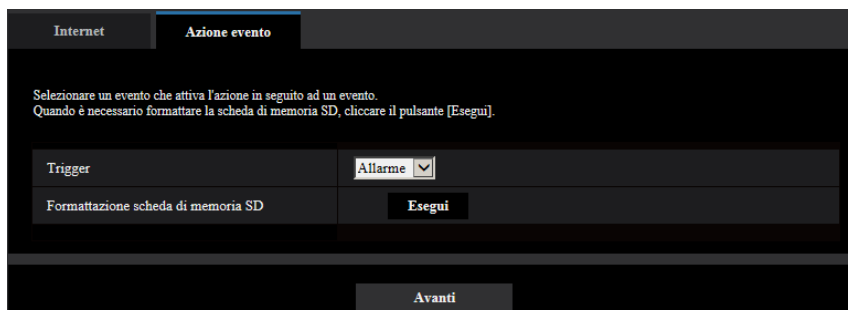 Internet
Azione evento
Selezionare un evento che attiva l'azione in seguito ad un evento.
Quando è necessario formattare la scheda di memoria SD, cliccare il pulsante [Esegui].
Trigger
Allarme
Formattazione scheda di memoria SD
Esegui
Avanti